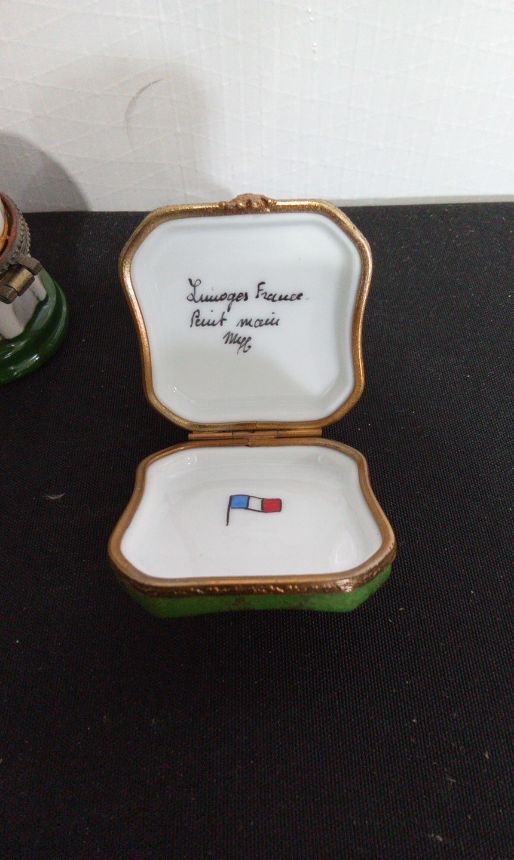 Limoges France.
Peint main